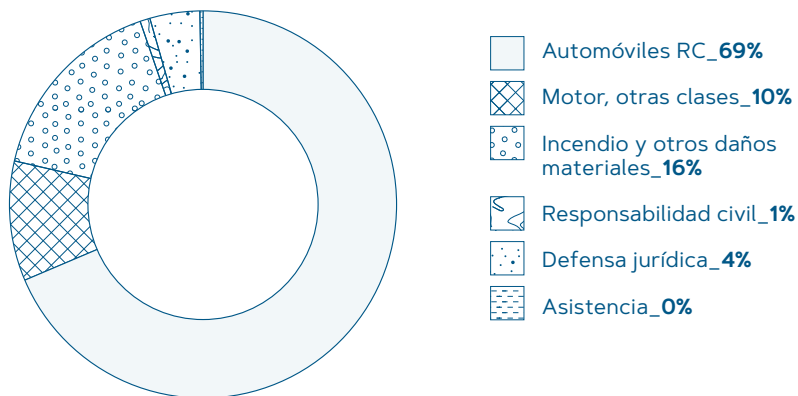 Automóviles RC_69%
Motor, otras clases_10%
Incendio y otros daños
materiales_16%
Responsabilidad civil_1%
Defensa jurídica_4%
Asistencia_0%